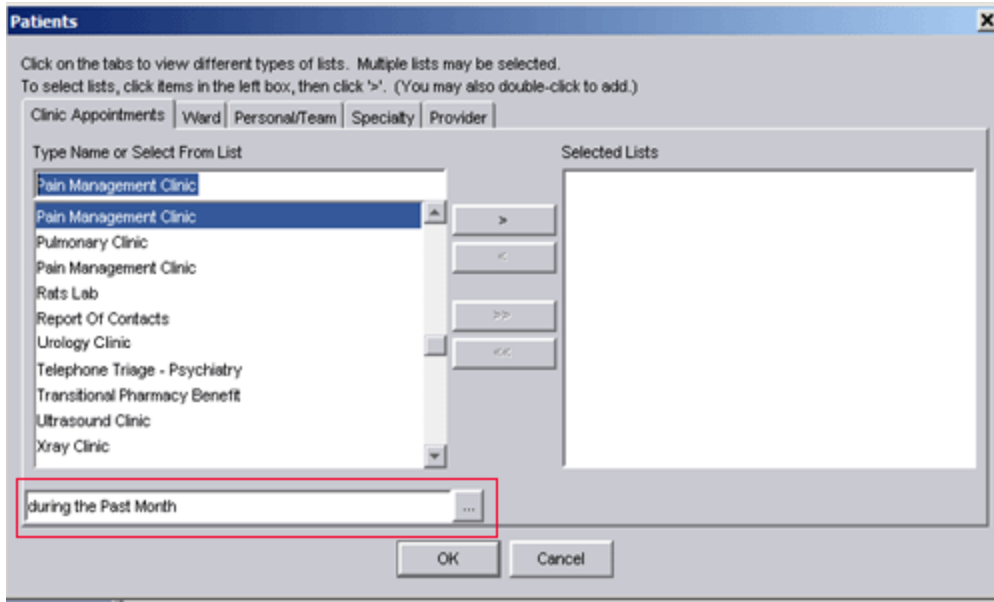 Patients
Click on the tabs to view different types of lists. Multiple lists may be selected.
To select lists, click items in the left box, then click '>'. (You may also double-click to add.)
Clinic Appointments Ward Personal/Team Specialty Provider
Type Name or Select From List
Selected Lists
Pain Management Clinic
Pain Management Clinic
Pulmonary Clinic
Pain Management Clinic
Rats Lab
Report Of Contacts
Urology Clinic
Telephone Triage - Psychiatry
Transitional Pharmacy Benefit
Ultrasound Clinic
Xray Clinic
>
<
>>
<<
during the Past Month ...
OK Cancel